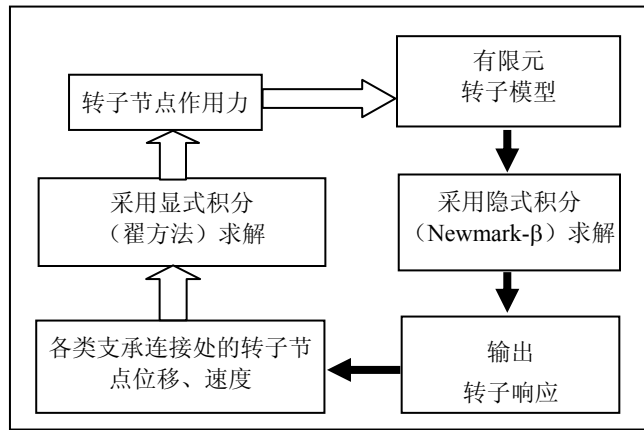 转子节点作用力
有限元
转子模型
采用显式积分
（翟方法）求解
采用隐式积分
（Newmark-β）求解
各类支承连接处的转子节
点位移、速度
输出
转子响应